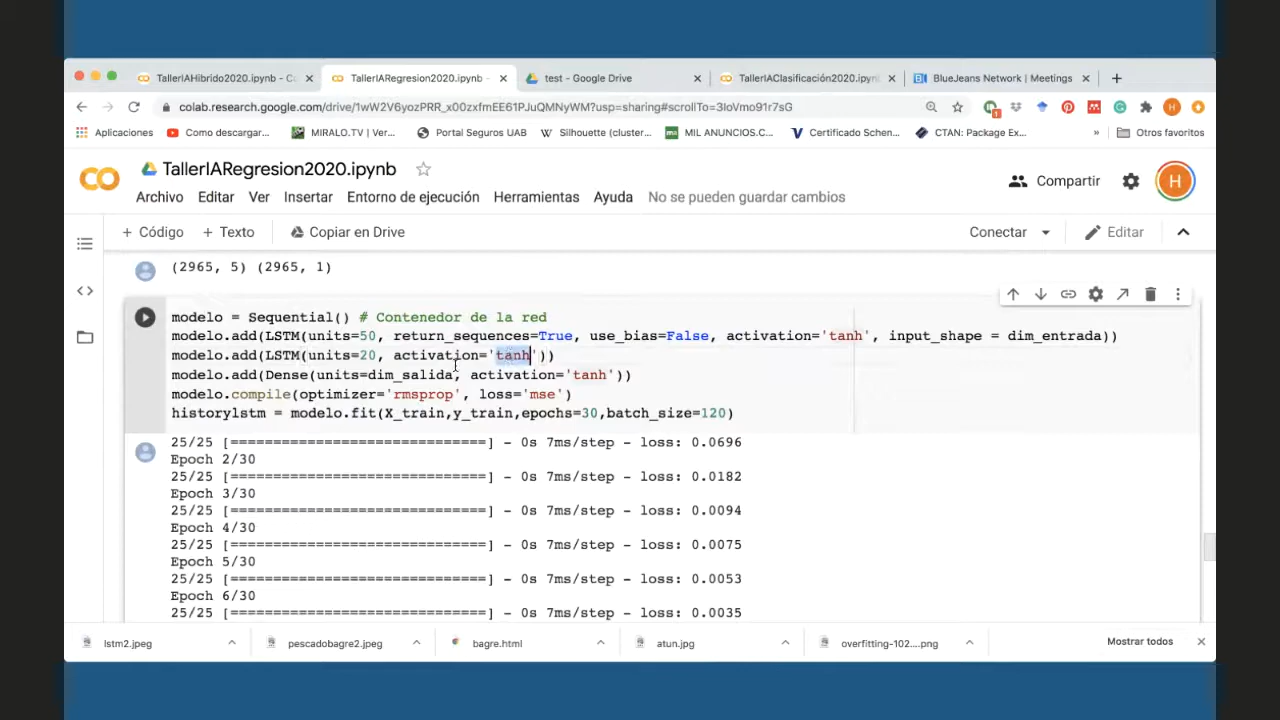 TallerIAHibrido2020.ipynb - Co
TallerIARegresion2020.ipynb -
test - Google Drive
TallerIAClasificación2020.ipynb
BlueJeans Network | Meetings
colab.research.google.com/drive/1wW2V6yozPRR_x00zxfmEE61PJuQMNyWM?usp=sharing#scrollTo=3IoVmo91r7sG
Aplicaciones
Como descargar...
MIRALO.TV | Ver...
Portal Seguros UAB
Silhouette (cluster...
MIL ANUNCIOS.C...
Certificado Schen...
CTAN: Package Ex...
»
Otros favoritos
TallerIARegresion2020.ipynb
Compartir
H
Archivo Editar Ver Insertar Entorno de ejecución Herramientas Ayuda No se pueden guardar cambios
+ Código + Texto Copiar en Drive Conectar Editar
(2965, 5) (2965, 1)
modelo = Sequential() # Contenedor de la red
modelo.add(LSTM(units=50, return_sequences=True, use_bias=False, activation='tanh', input_shape = dim_entrada))
modelo.add(LSTM(units=20, activation='tanh'))
modelo.add(Dense(units=dim_salida, activation='tanh'))
modelo.compile(optimizer='rmsprop', loss='mse')
historylstm = modelo.fit(X_train,y_train,epochs=30,batch_size=120)
25/25 [==============================] - 0s 7ms/step - loss: 0.0696
Epoch 2/30
25/25 [==============================] - 0s 7ms/step - loss: 0.0182
Epoch 3/30
25/25 [==============================] - 0s 7ms/step - loss: 0.0094
Epoch 4/30
25/25 [==============================] - 0s 7ms/step - loss: 0.0075
Epoch 5/30
25/25 [==============================] - 0s 7ms/step - loss: 0.0053
Epoch 6/30
25/25 [==============================] - 0s 7ms/step - loss: 0.0035
lstm2.jpeg
pescadobagre2.jpeg
bagre.html
atun.jpg
overfitting-102....png
Mostrar todos